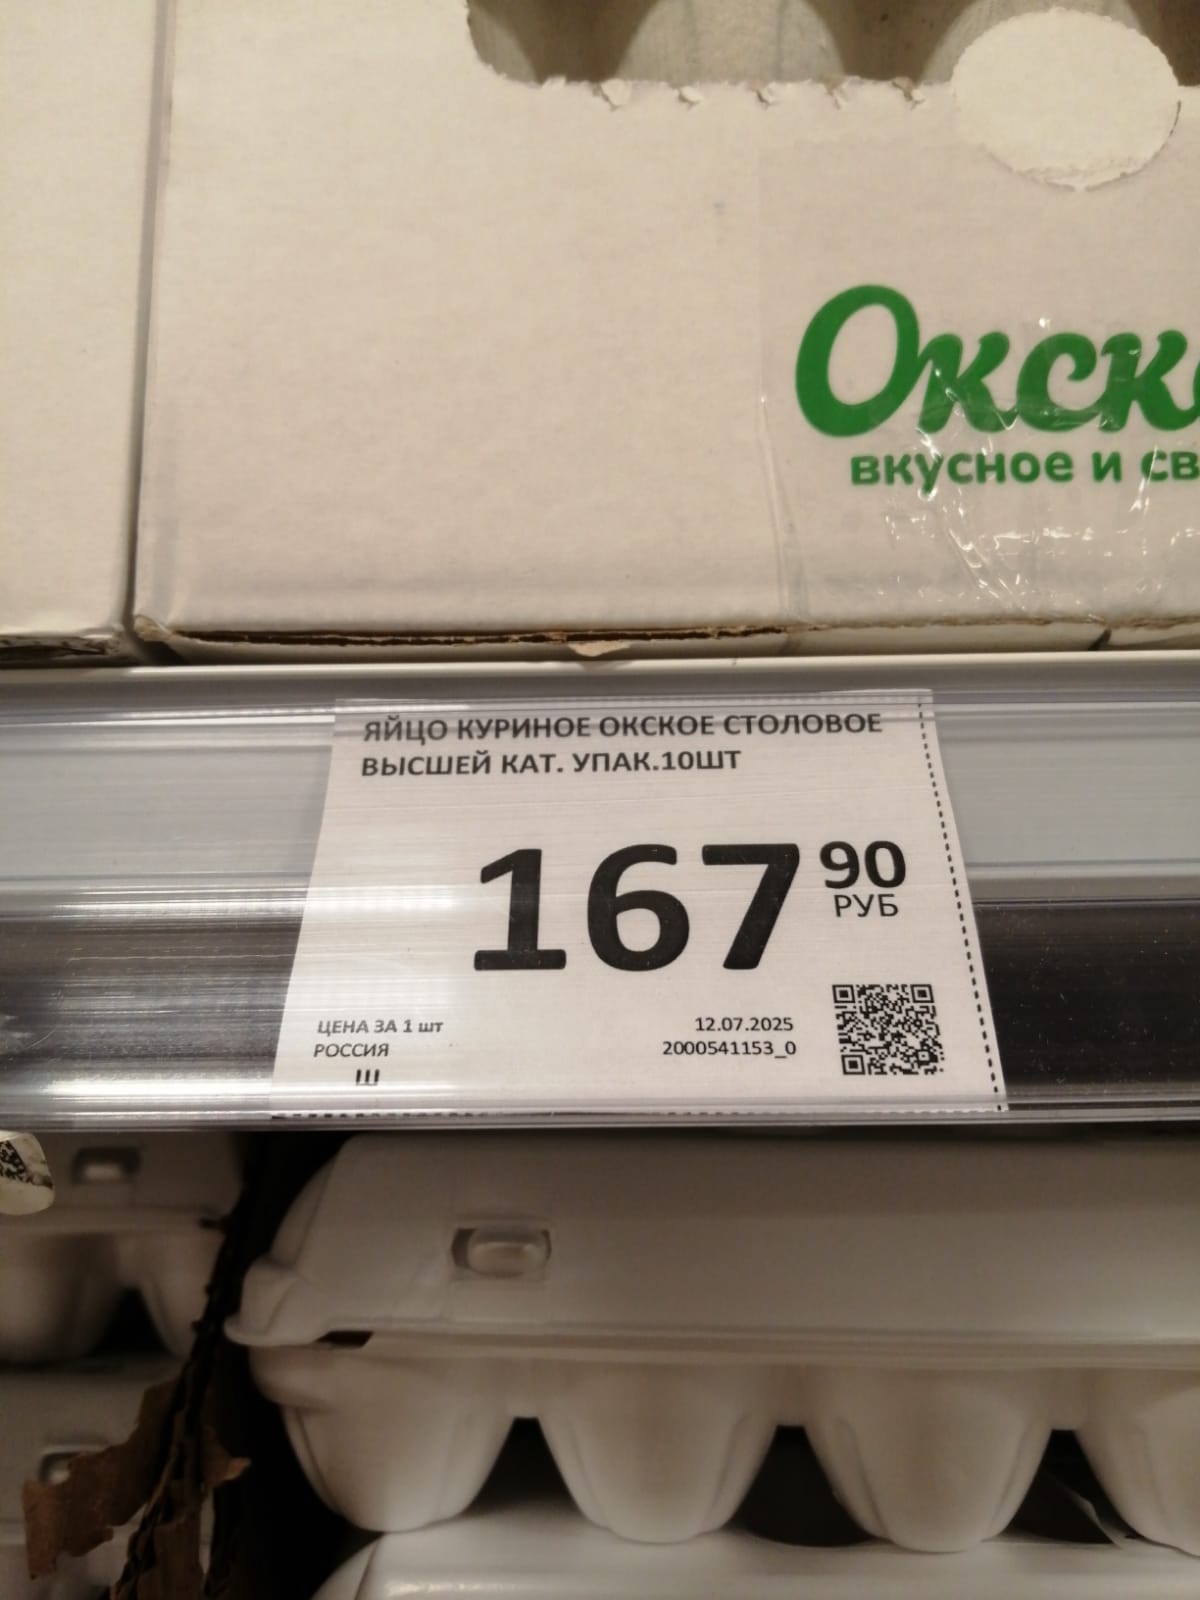 Окск
вкусное и св
ЯЙЦО КУРИНОЕ ОКСКОЕ СТОЛОВОЕ
ВЫСШЕЙ КАТ. УПАК.10ШТ
167 90
РУБ
ЦЕНА ЗА 1 шт
РОССИЯ
Ш
12.07.2025
2000541153_0